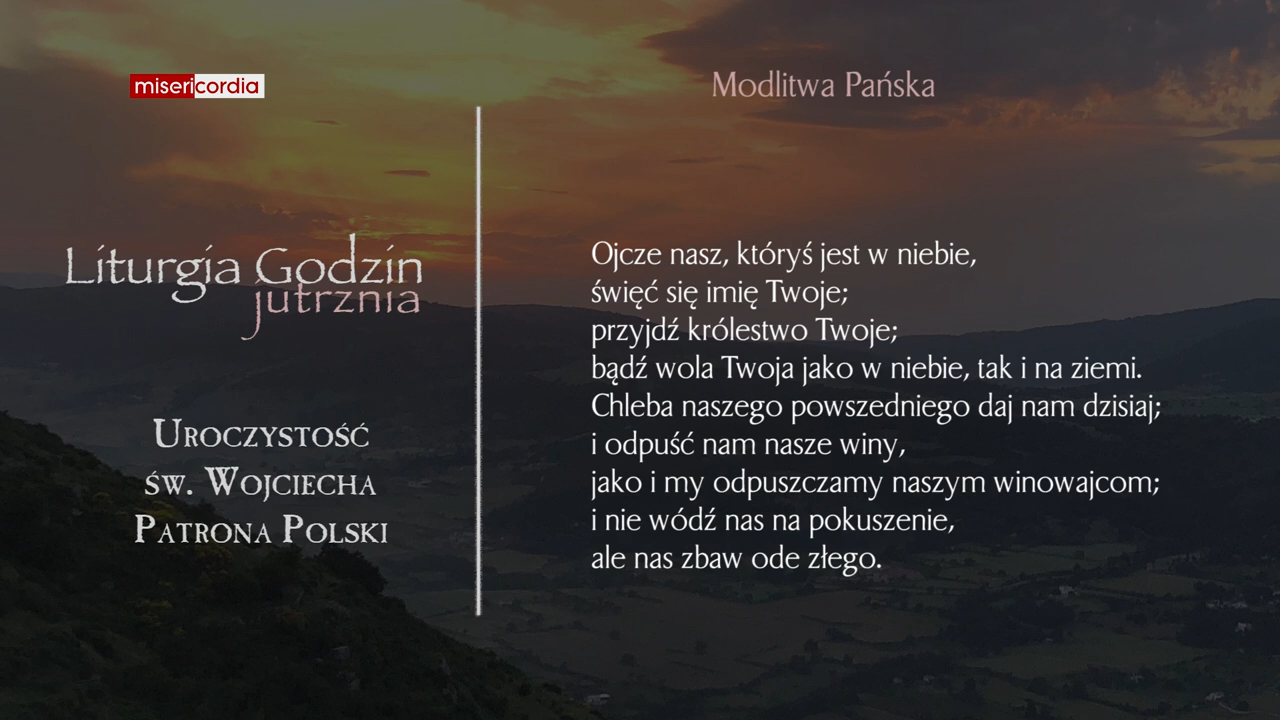 misericordia
Liturgia Godzin
jutrznia
Uroczystość
św. Wojciecha
Patrona Polski
Modlitwa Pańska
Ojcze nasz, któryś jest w niebie,
święć się imię Twoje;
przyjdź królestwo Twoje;
bądź wola Twoja jako w niebie, tak i na ziemi.
Chleba naszego powszedniego daj nam dzisiaj;
i odpuść nam nasze winy,
jako i my odpuszczamy naszym winowajcom;
i nie wódź nas na pokuszenie,
ale nas zbaw ode złego.